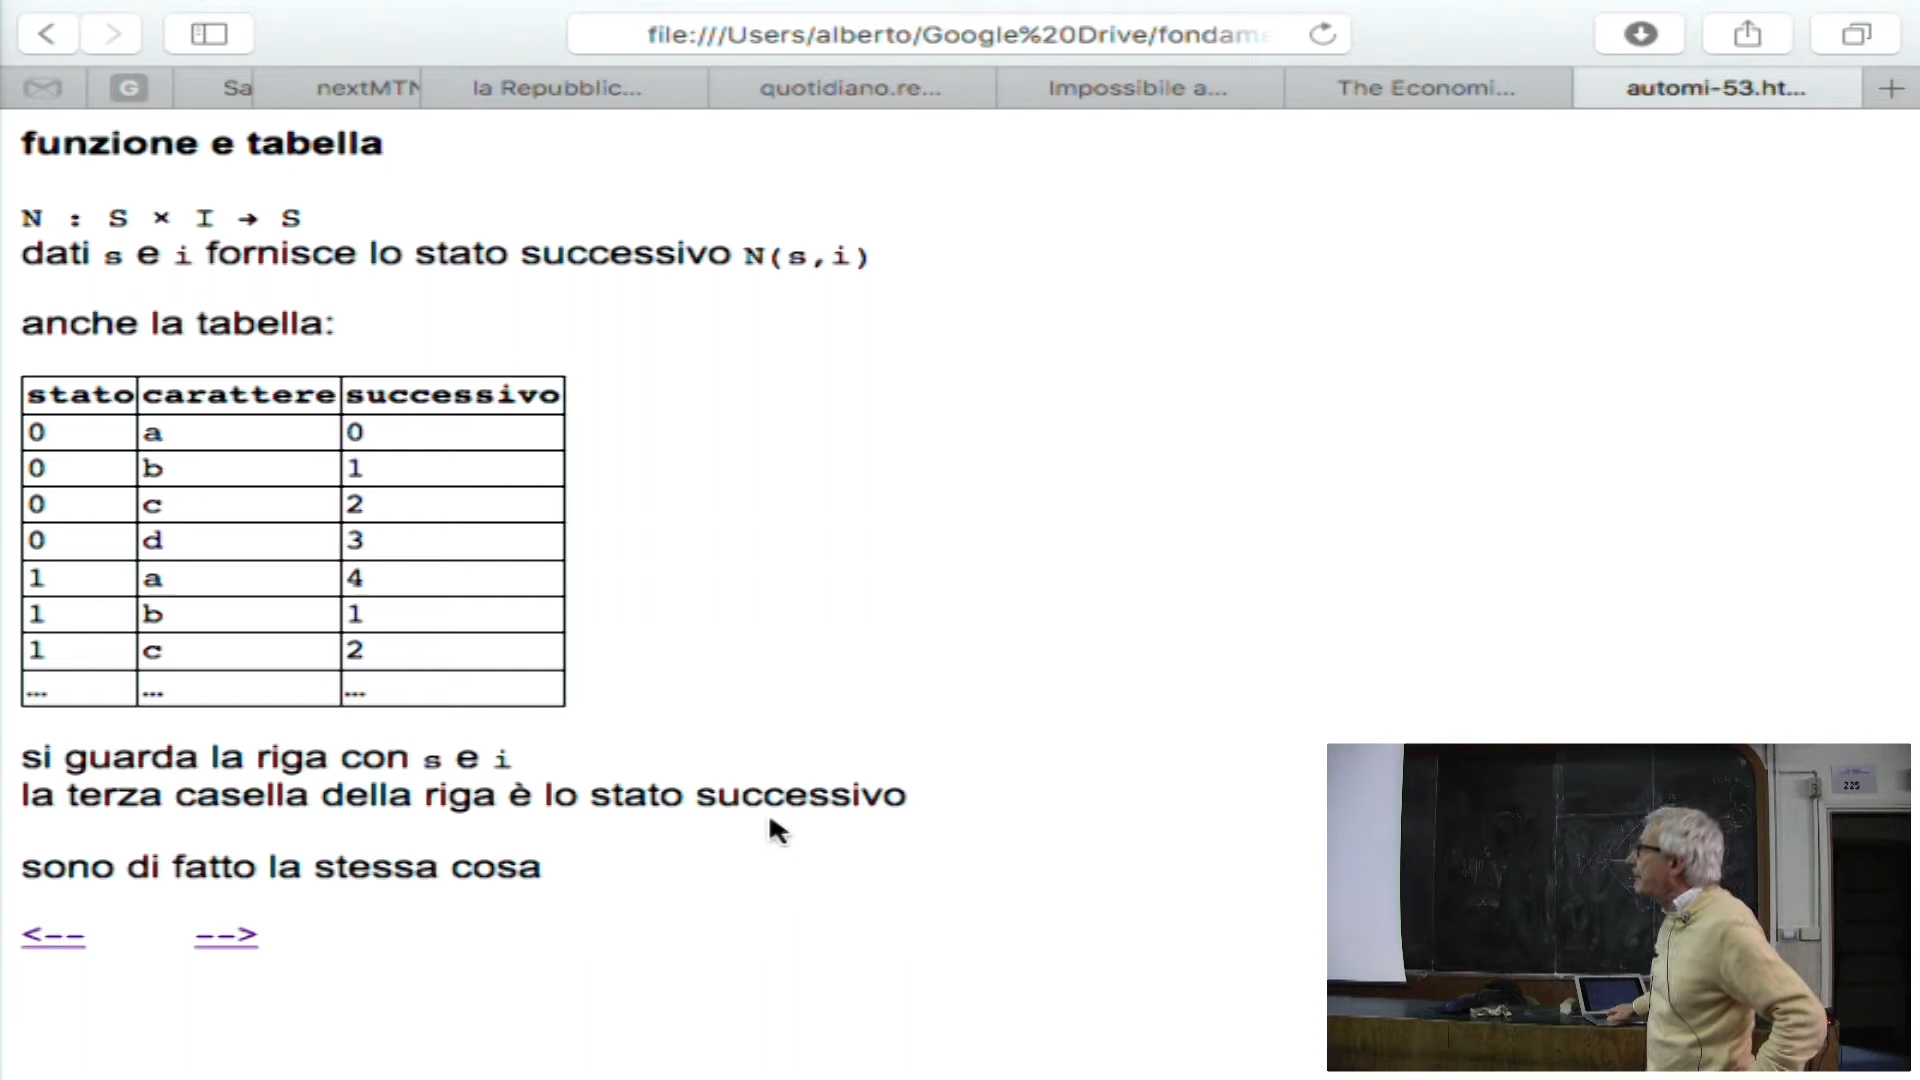 file:///Users/alberto/Google%20Drive/fondam
G
Sa
nextMTN
la Repubblic...
quotidiano.re...
Impossibile a...
The Economi...
automi-53.ht...
+
funzione e tabella
N : S × I → S
dati s e i fornisce lo stato successivo N(s,i)
anche la tabella:
stato carattere successivo
0 a 0
0 b 1
0 c 2
0 d 3
1 a 4
1 b 1
1 c 2
... ... ...
si guarda la riga con s e i
la terza casella della riga è lo stato successivo
sono di fatto la stessa cosa
<-- -->
225